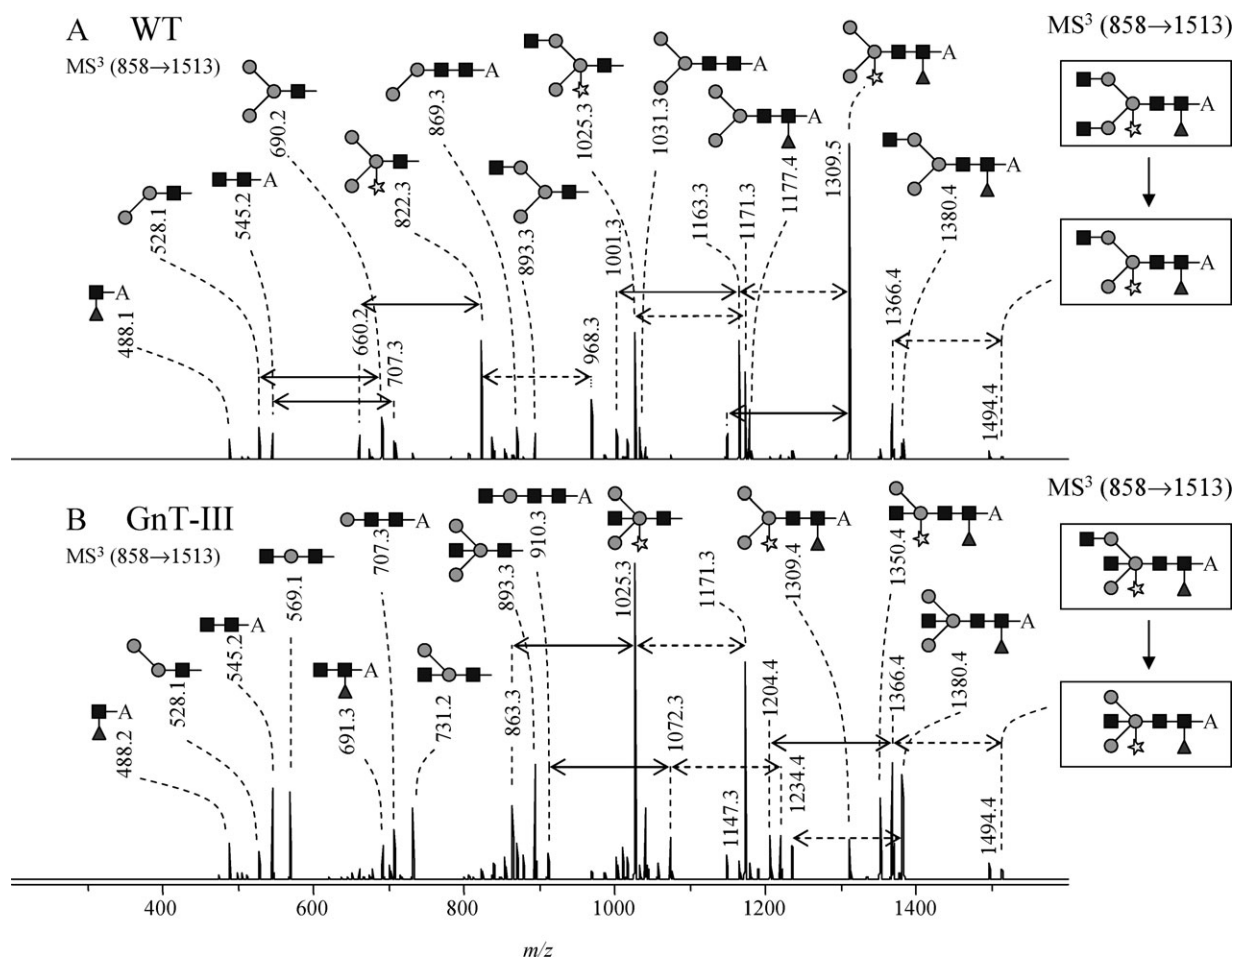 A WT
MS³ (858→1513)
488.1
528.1
545.2
690.2
660.2
707.3
822.3
869.3
893.3
968.3
1025.3
1001.3
1031.3
1163.3
1171.3
1177.4
1309.5
1366.4
1380.4
1494.4
A
A
A
A
A
A
A
MS³ (858→1513)
A
A
B GnT-III
MS³ (858→1513)
488.2
528.1
545.2
569.1
691.3
707.3
731.2
863.3
893.3
910.3
1025.3
1072.3
1147.3
1171.3
1204.4
1234.4
1309.4
1350.4
1366.4
1380.4
1494.4
A
A
A
A
A
A
A
A
MS³ (858→1513)
A
A
400 600 800 1000 1200 1400
m/z